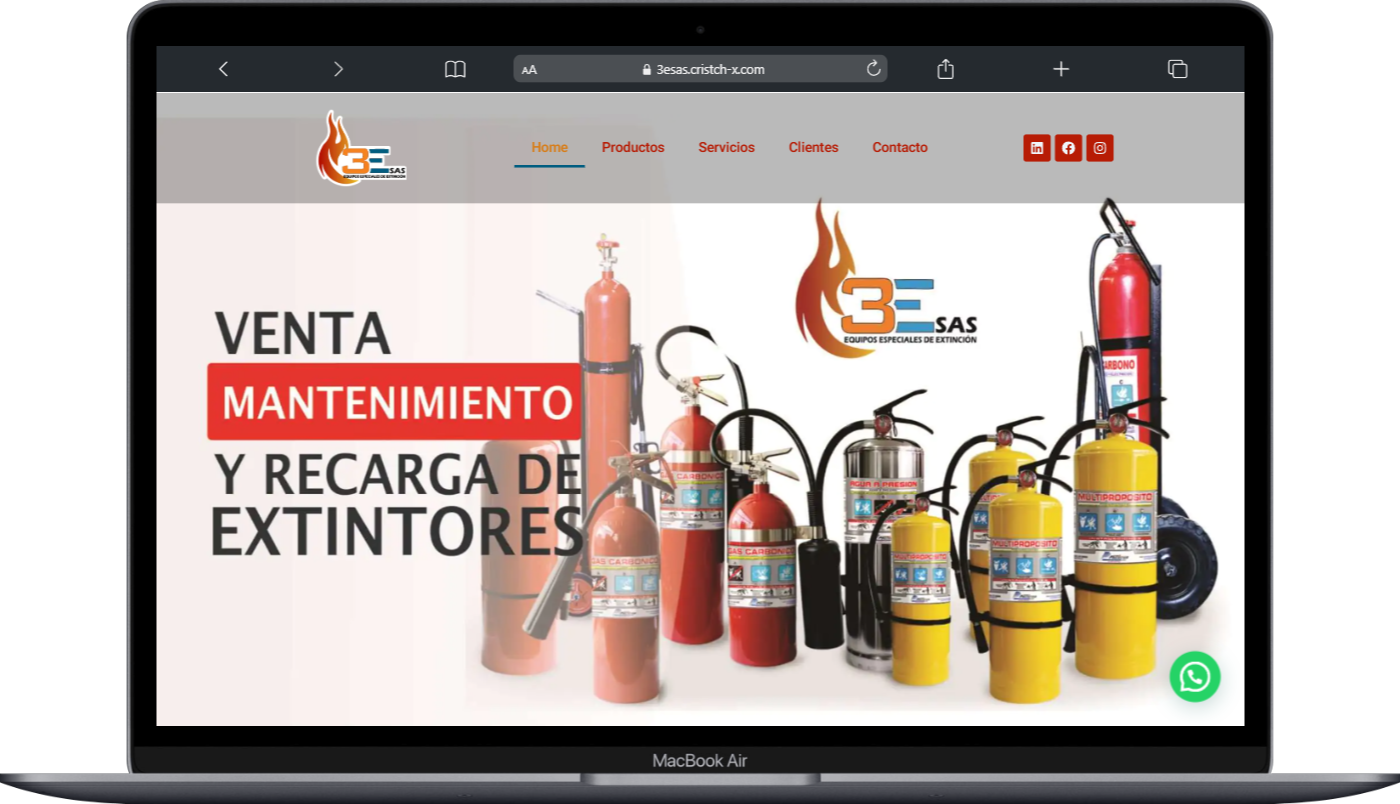 AA
3esas.cristch-x.com
3E SAS
EQUIPOS ESPECIALES DE EXTINCIÓN
Home
Productos
Servicios
Clientes
Contacto
3E SAS
EQUIPOS ESPECIALES DE EXTINCIÓN
VENTA
MANTENIMIENTO
Y RECARGA DE
EXTINTORES
GAS CARBONICO
GAS CARBONICO
AGUA A PRESION
MULTIPROPOSITO
MULTIPROPOSITO
MULTIPROPOSITO
MacBook Air